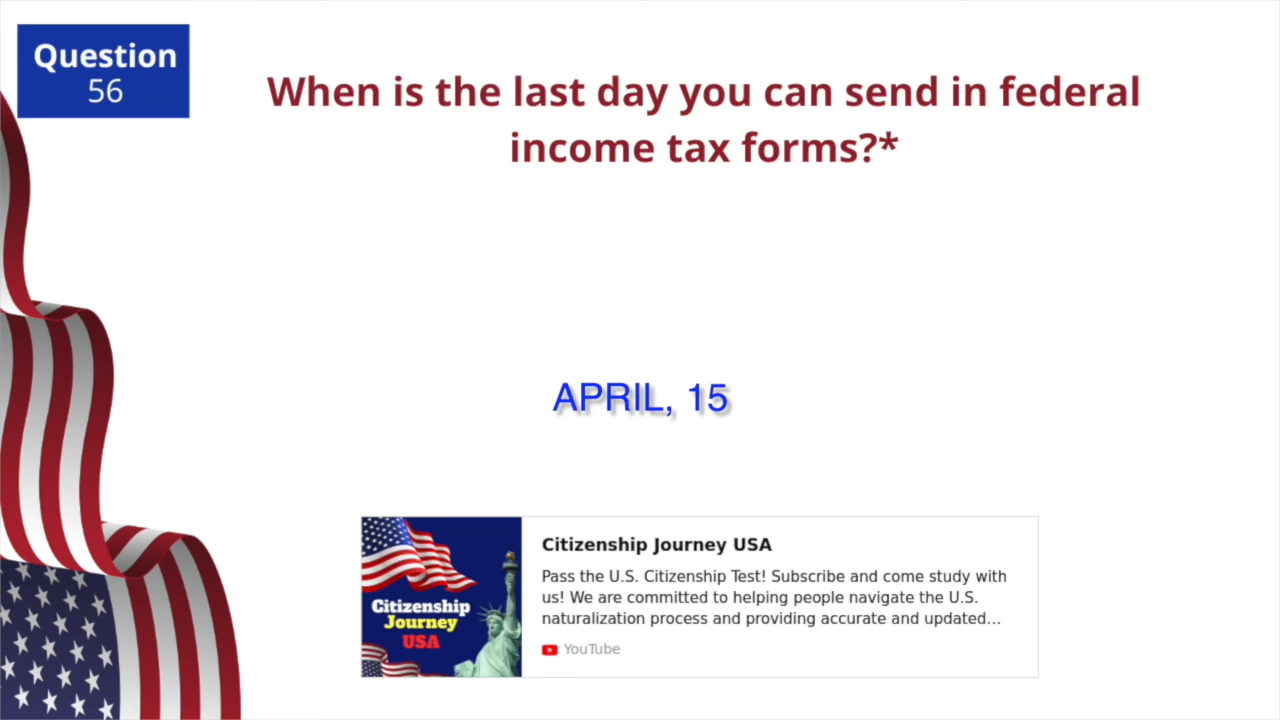 Question
56
When is the last day you can send in federal
income tax forms?*
APRIL, 15
Citizenship
Journey
USA
Citizenship Journey USA
Pass the U.S. Citizenship Test! Subscribe and come study with
us! We are committed to helping people navigate the U.S.
naturalization process and providing accurate and updated...
YouTube